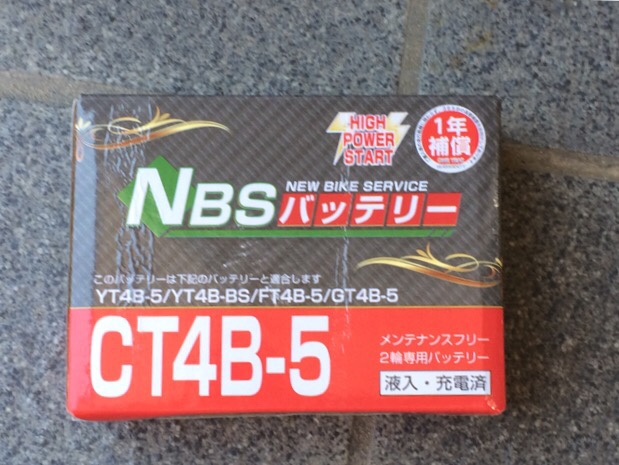 HIGH
POWER
START
1年
補償
NBS
NEW BIKE SERVICE
バッテリー
このバッテリーは下記のバッテリーと適合します
YT4B-5/YT4B-BS/FT4B-5/GT4B-5
CT4B-5
メンテナンスフリー
2輪専用バッテリー
液入・充電済